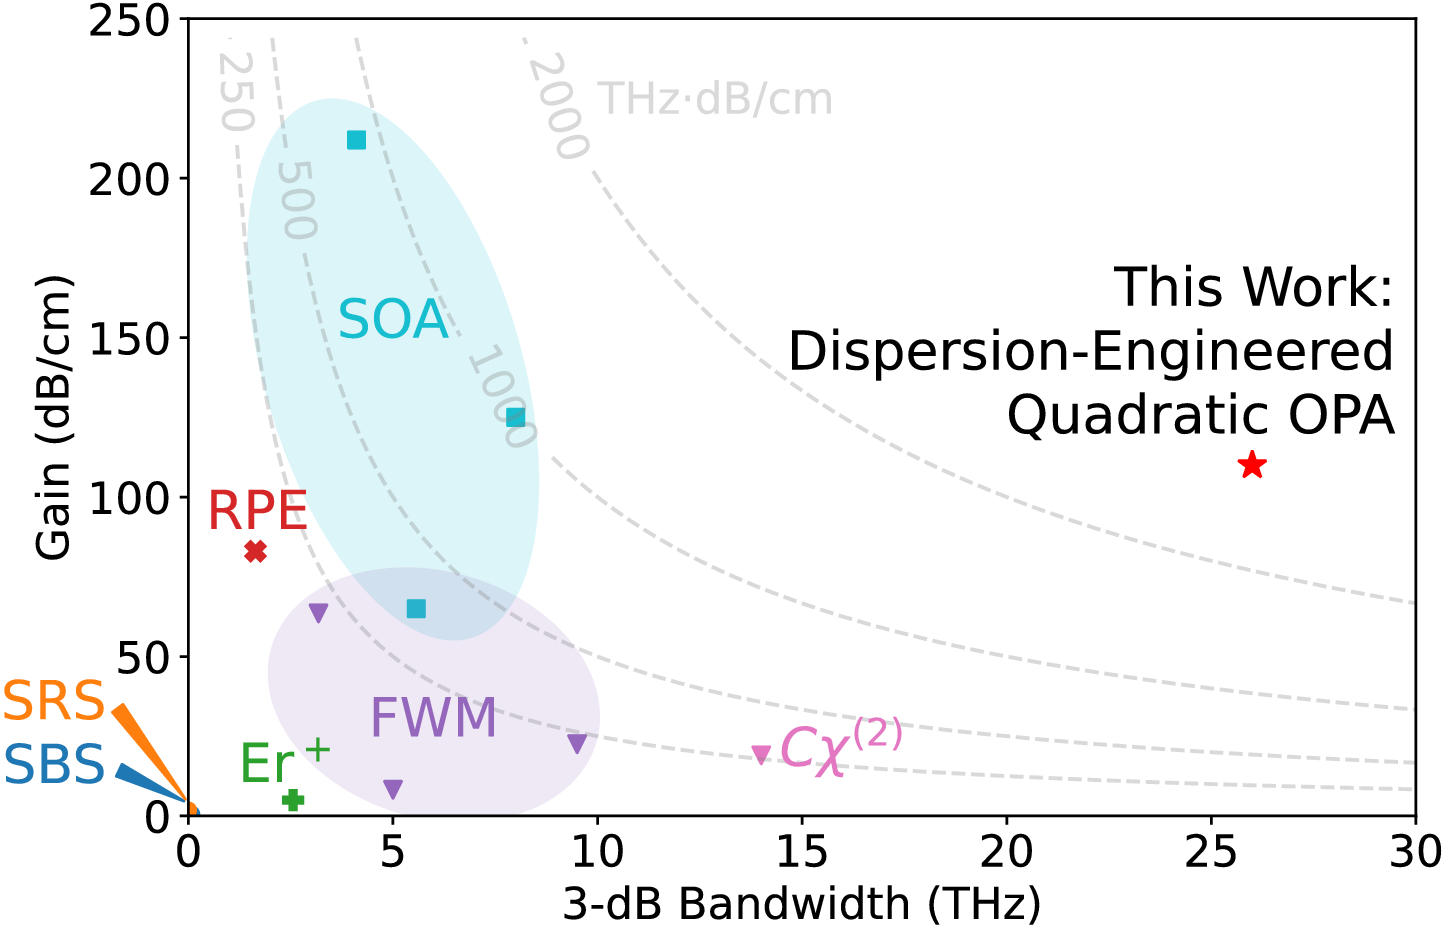 250
200
150
100
50
0
Gain (dB/cm)
0 5 10 15 20 25 30
3-dB Bandwidth (THz)
250
500
1000
2000
THz·dB/cm
SOA
This Work:
Dispersion-Engineered
Quadratic OPA
RPE
FWM
SRS
SBS
Er⁺
Cχ⁽²⁾